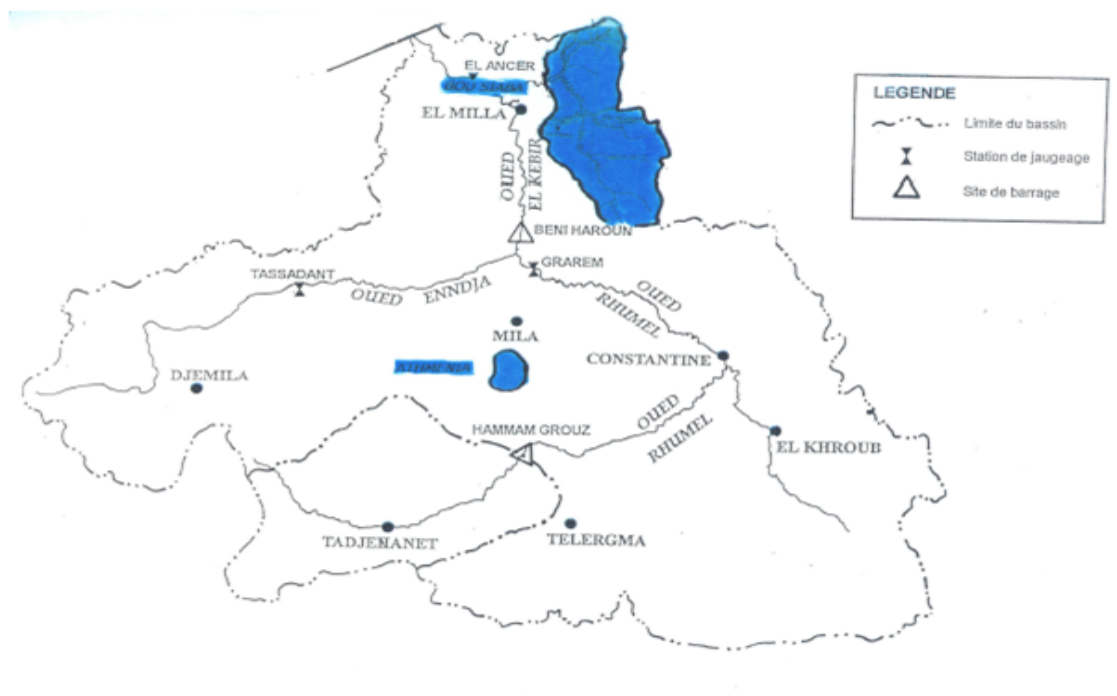 EL ANCER
BOU SIABA
EL MILLA
OUED
EL KEBIR
BENI HAROUN
GRAREM
TASSADANT
OUED ENNDJA
OUED
RHUMEL
MILA
CONSTANTINE
ATHMENIA
DJEMILA
HAMMAM GROUZ
OUED
RHUMEL
EL KHROUB
TADJENANET
TELERGMA
LEGENDE
Limite du bassin
Station de jaugeage
Site de barrage